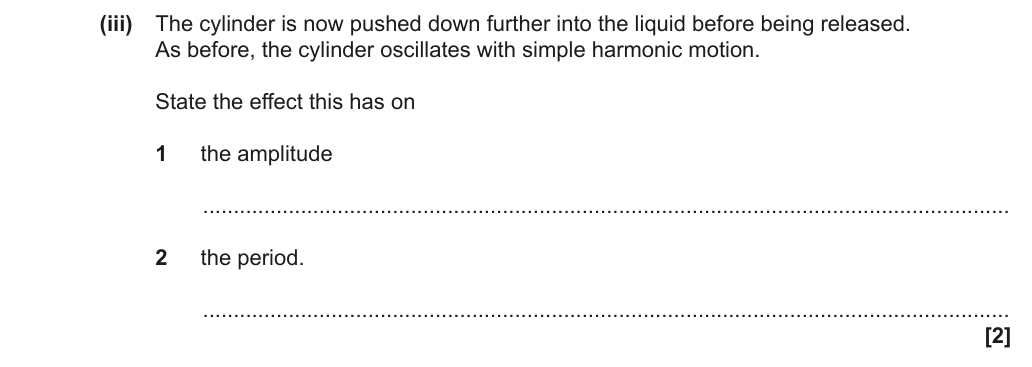 (iii) The cylinder is now pushed down further into the liquid before being released.
As before, the cylinder oscillates with simple harmonic motion.
State the effect this has on
1 the amplitude
..........................................................................................................................................
2 the period.
..........................................................................................................................................
[2]